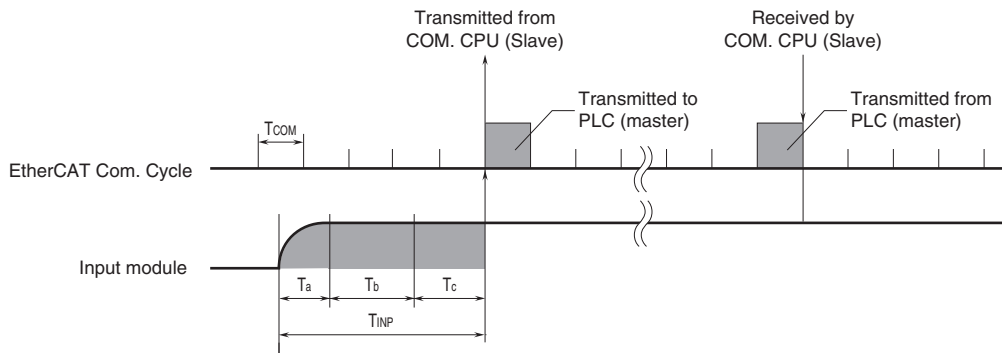 Transmitted from
COM. CPU (Slave)
Received by
COM. CPU (Slave)
Transmitted to
PLC (master)
Transmitted from
PLC (master)
TCOM
EtherCAT Com. Cycle
Input module
Ta
Tb
Tc
TINP